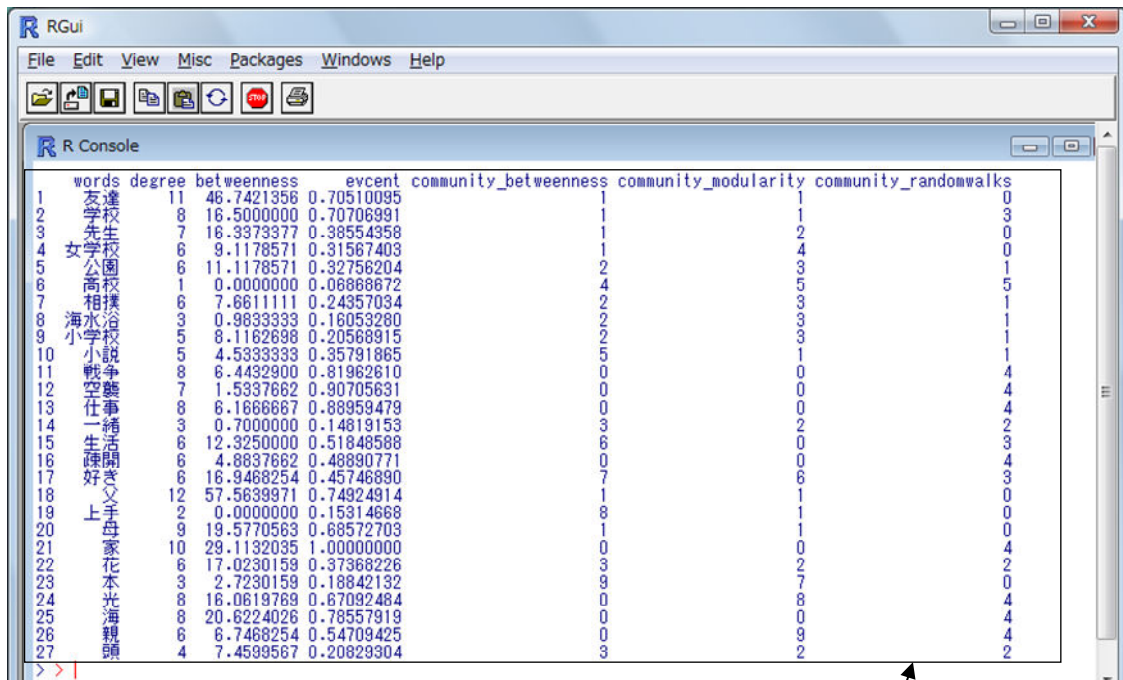 RGui
File Edit View Misc Packages Windows Help
STOP
R Console
words degree betweenness evcent community_betweenness community_modularity community_randomwalks
1 友達 11 46.7421356 0.70510095 1 1 0
2 学校 8 16.5000000 0.70706991 1 1 3
3 先生 7 16.3373377 0.38554358 1 2 0
4 女学校 6 9.1178571 0.31567403 1 4 0
5 公園 6 11.1178571 0.32756204 2 3 1
6 高校 1 0.0000000 0.06868672 4 5 5
7 相撲 6 7.6611111 0.24357034 2 3 1
8 海水浴 3 0.9833333 0.16053280 2 3 1
9 小学校 5 8.1162698 0.20568915 2 3 1
10 小説 5 4.5333333 0.35791865 5 1 1
11 戦争 8 6.4432900 0.81962610 0 0 4
12 空襲 7 1.5337662 0.90705631 0 0 4
13 仕事 8 6.1666667 0.88959479 0 0 4
14 一緒 3 0.7000000 0.14819153 3 2 2
15 生活 6 12.3250000 0.51848588 6 0 3
16 疎開 6 4.8837662 0.48890771 0 0 4
17 好き 6 16.9468254 0.45746890 7 6 3
18 父 12 57.5639971 0.74924914 1 1 0
19 上手 2 0.0000000 0.15314668 8 1 0
20 母 9 19.5770563 0.68572703 1 1 0
21 家 10 29.1132035 1.00000000 0 0 4
22 花 6 17.0230159 0.37368226 3 2 2
23 本 3 2.7230159 0.18842132 9 7 0
24 光 8 16.0619769 0.67092484 0 8 4
25 海 8 20.6224026 0.78557919 0 0 4
26 親 6 6.7468254 0.54709425 0 9 4
27 頭 4 7.4599567 0.20829304 3 2 2
> > |